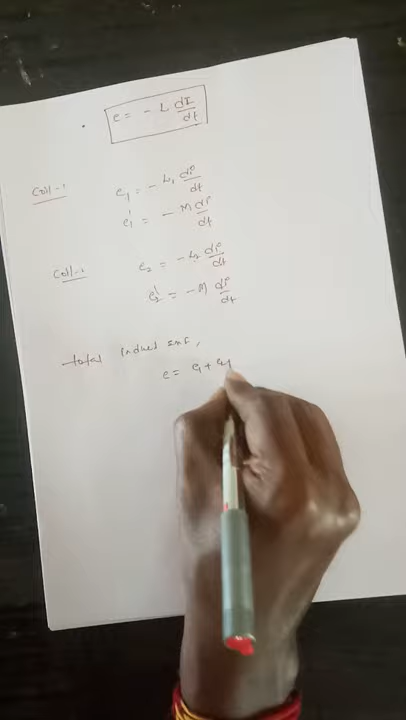 e = - L dI/dt
Coil-1
e₁ = - L₁ di/dt
e₁' = - M di/dt
Coil-1
e₂ = - L₂ di/dt
e₂' = - M di/dt
total induced emf,
e = e₁ + e₁